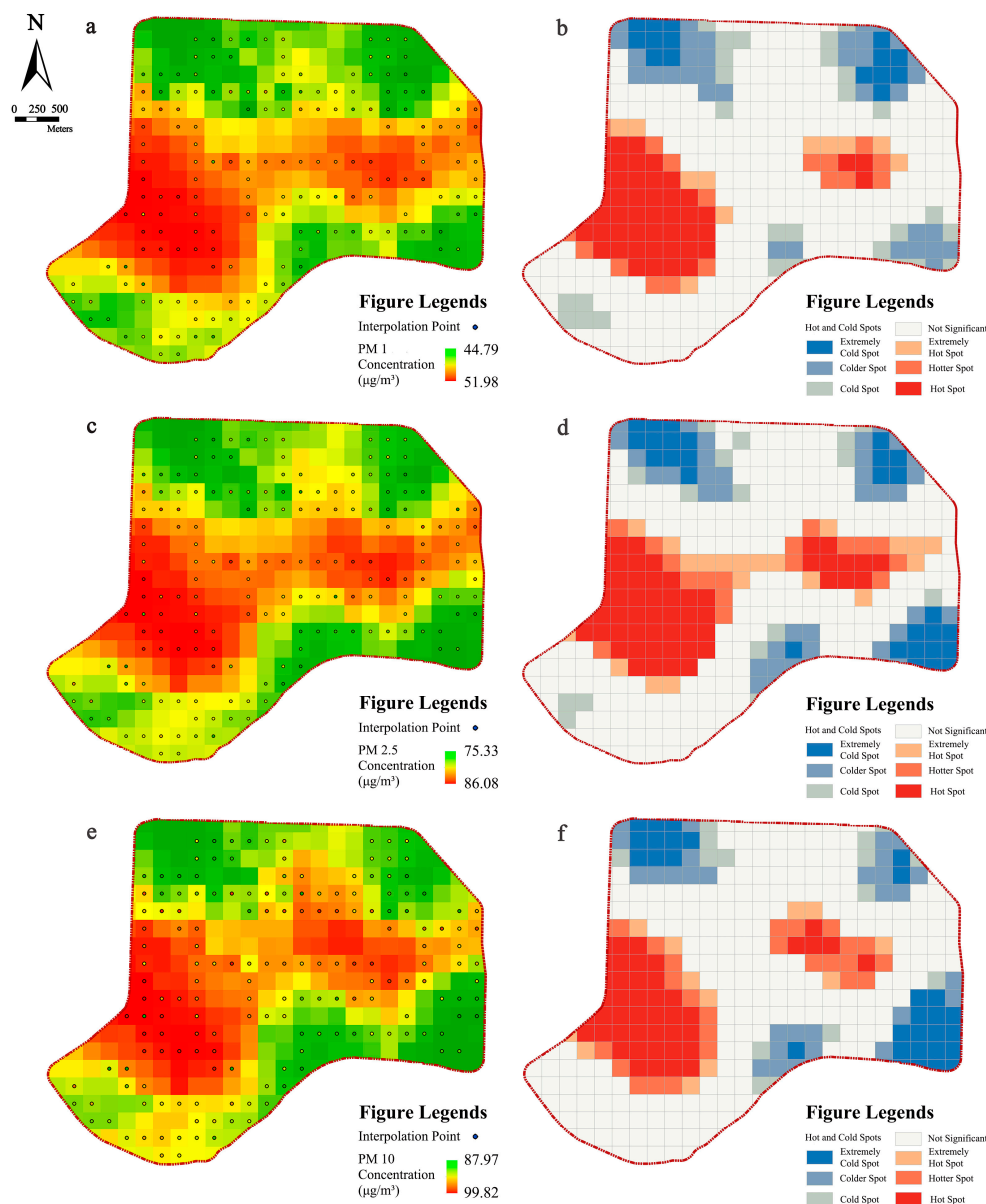 N
0 250 500
Meters
a
Figure Legends
Interpolation Point
PM 1
Concentration
(μg/m³)
44.79
51.98
b
Figure Legends
Hot and Cold Spots
Not Significant
Extremely
Cold Spot
Extremely
Hot Spot
Colder Spot
Hotter Spot
Cold Spot
Hot Spot
c
Figure Legends
Interpolation Point
PM 2.5
Concentration
(μg/m³)
75.33
86.08
d
Figure Legends
Hot and Cold Spots
Not Significant
Extremely
Cold Spot
Extremely
Hot Spot
Colder Spot
Hotter Spot
Cold Spot
Hot Spot
e
Figure Legends
Interpolation Point
PM 10
Concentration
(μg/m³)
87.97
99.82
f
Figure Legends
Hot and Cold Spots
Not Significant
Extremely
Cold Spot
Extremely
Hot Spot
Colder Spot
Hotter Spot
Cold Spot
Hot Spot